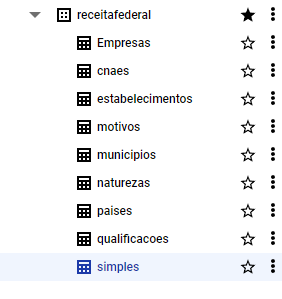 receitafederal
Empresas
cnaes
estabelecimentos
motivos
municipios
naturezas
paises
qualificacoes
simples